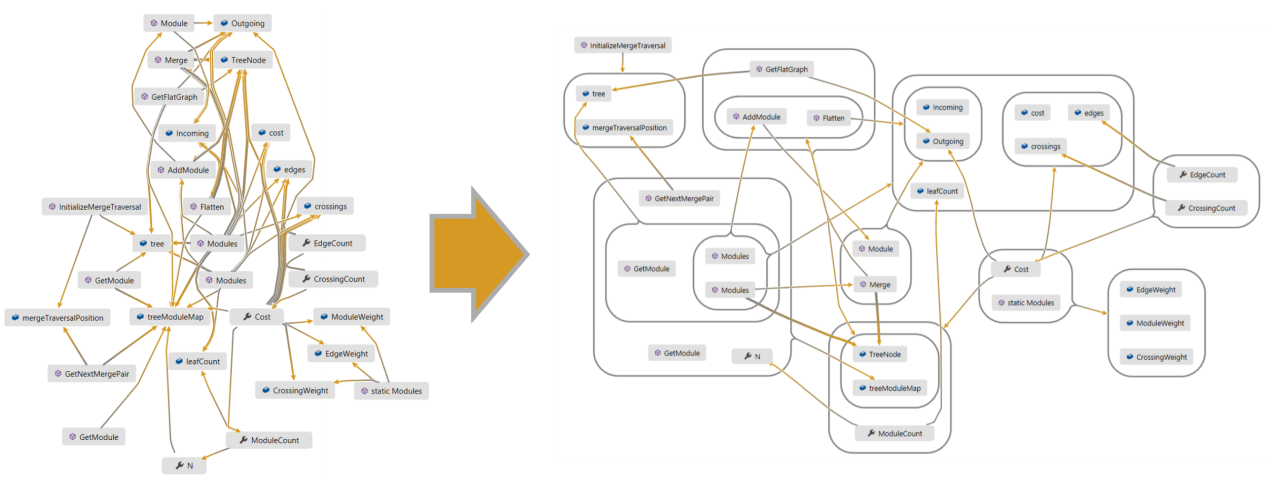 Module
Outgoing
Merge
TreeNode
GetFlatGraph
Incoming
cost
AddModule
edges
InitializeMergeTraversal
Flatten
crossings
tree
Modules
EdgeCount
GetModule
Modules
CrossingCount
mergeTraversalPosition
treeModuleMap
Cost
ModuleWeight
leafCount
EdgeWeight
GetNextMergePair
CrossingWeight
static Modules
GetModule
ModuleCount
N
InitializeMergeTraversal
GetFlatGraph
tree
mergeTraversalPosition
AddModule
Flatten
Incoming
Outgoing
cost
edges
crossings
leafCount
EdgeCount
CrossingCount
GetNextMergePair
GetModule
Modules
Modules
Module
Merge
Cost
static Modules
EdgeWeight
ModuleWeight
CrossingWeight
GetModule
N
TreeNode
treeModuleMap
ModuleCount